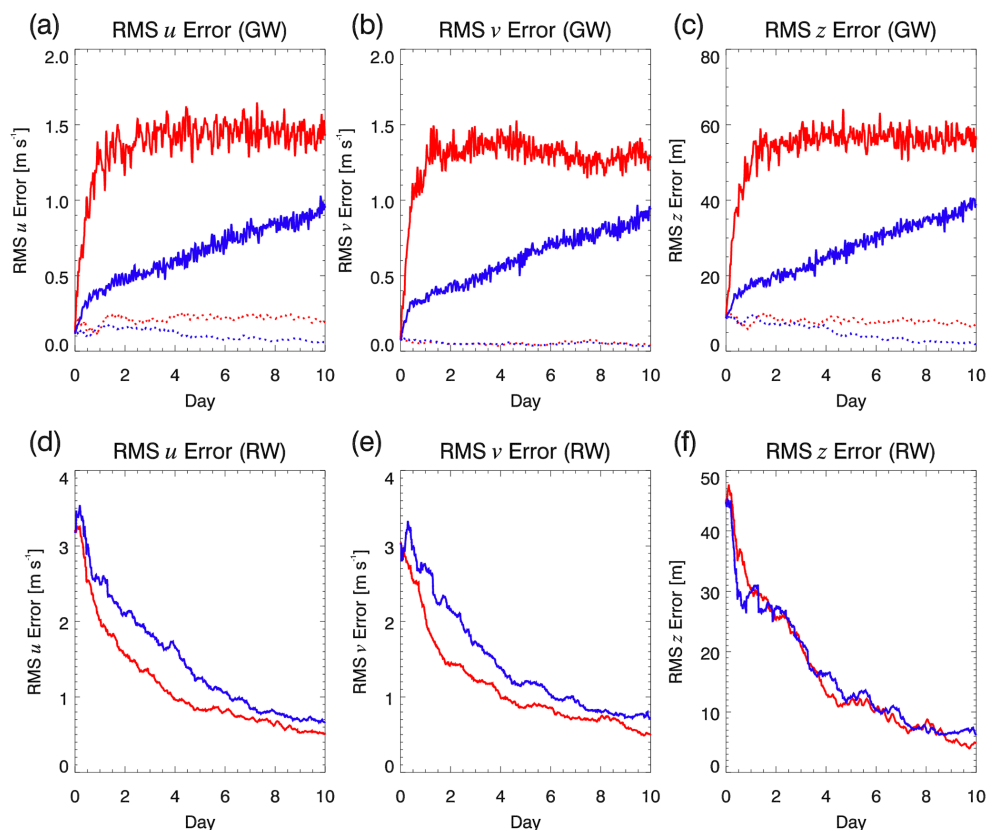 (a) RMS u Error (GW)
RMS u Error [m s⁻¹]
2.0
1.5
1.0
0.5
0.0
0 2 4 6 8 10
Day
(b) RMS v Error (GW)
RMS v Error [m s⁻¹]
2.0
1.5
1.0
0.5
0.0
0 2 4 6 8 10
Day
(c) RMS z Error (GW)
RMS z Error [m]
80
60
40
20
0
0 2 4 6 8 10
Day
(d) RMS u Error (RW)
RMS u Error [m s⁻¹]
4
3
2
1
0
0 2 4 6 8 10
Day
(e) RMS v Error (RW)
RMS v Error [m s⁻¹]
4
3
2
1
0
0 2 4 6 8 10
Day
(f) RMS z Error (RW)
RMS z Error [m]
50
40
30
20
10
0
0 2 4 6 8 10
Day